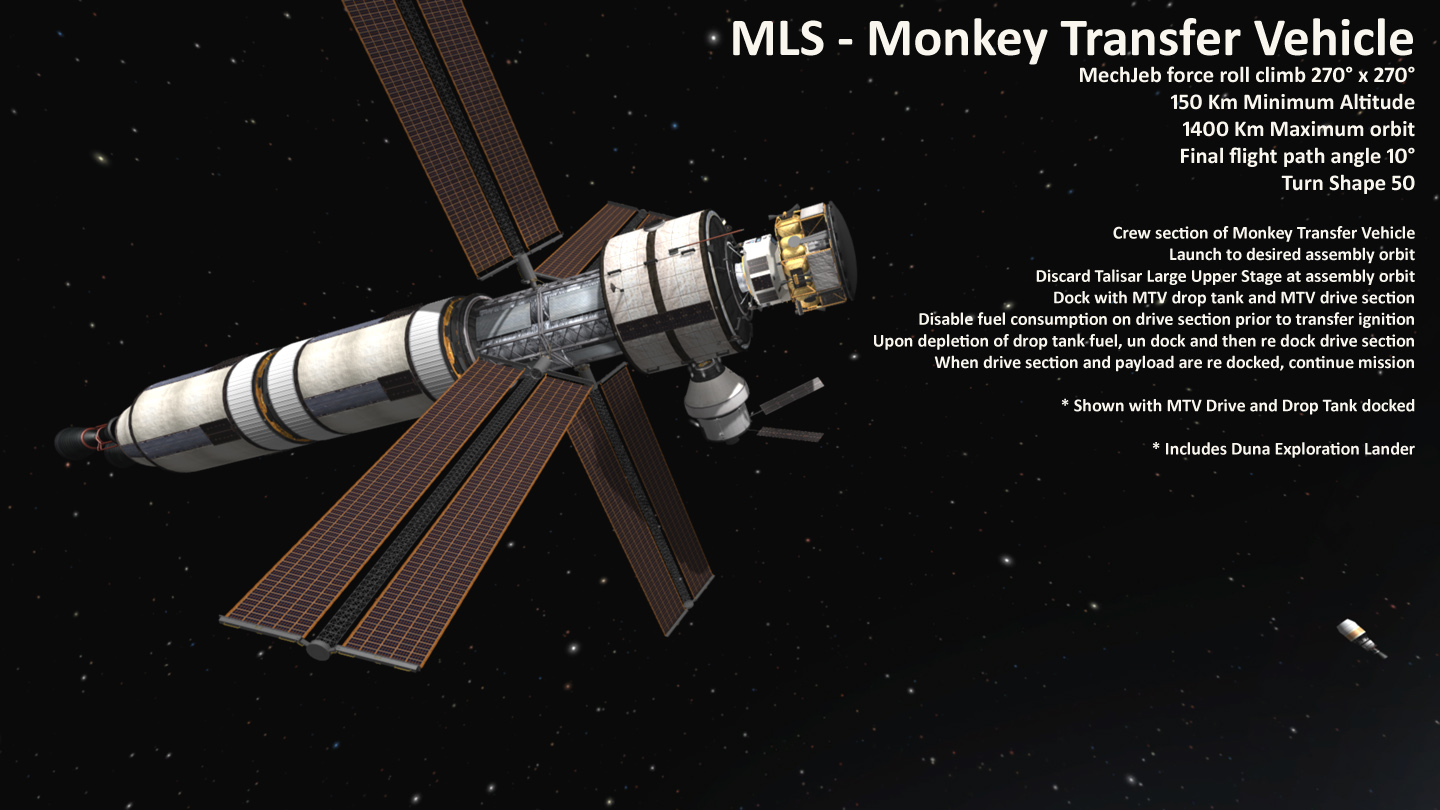 MLS - Monkey Transfer Vehicle
MechJeb force roll climb 270° x 270°
150 Km Minimum Altitude
1400 Km Maximum orbit
Final flight path angle 10°
Turn Shape 50
Crew section of Monkey Transfer Vehicle
Launch to desired assembly orbit
Discard Talisar Large Upper Stage at assembly orbit
Dock with MTV drop tank and MTV drive section
Disable fuel consumption on drive section prior to transfer ignition
Upon depletion of drop tank fuel, un dock and then re dock drive section
When drive section and payload are re docked, continue mission
* Shown with MTV Drive and Drop Tank docked
* Includes Duna Exploration Lander